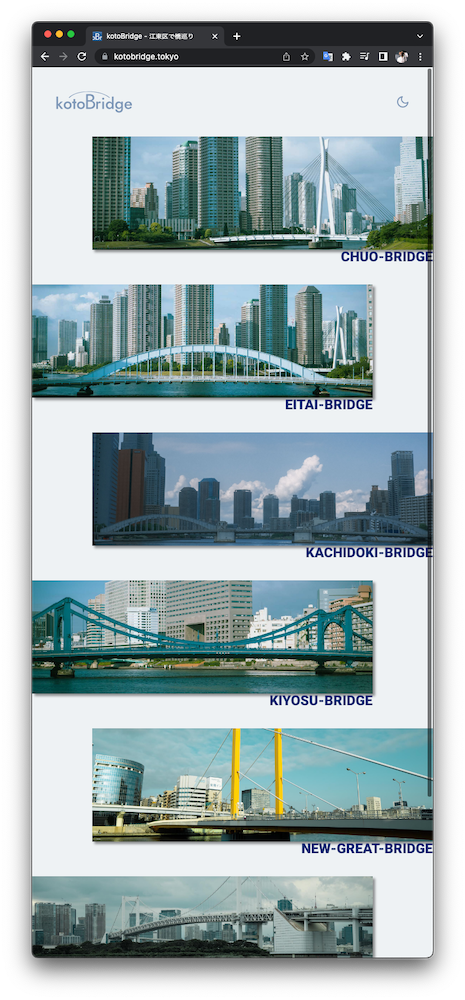 kotoBridge - 江東区で橋巡り
kotobridge.tokyo
kotoBridge
CHUO-BRIDGE
EITAI-BRIDGE
KACHIDOKI-BRIDGE
KIYOSU-BRIDGE
NEW-GREAT-BRIDGE